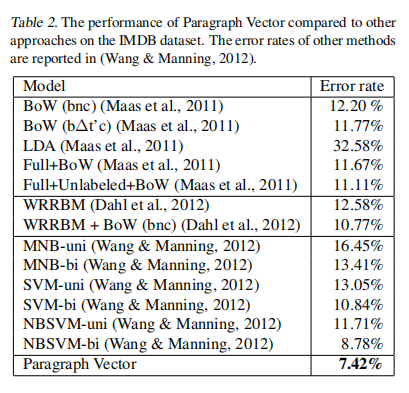 Table 2. The performance of Paragraph Vector compared to other
approaches on the IMDB dataset. The error rates of other methods
are reported in (Wang & Manning, 2012).
Model Error rate
BoW (bnc) (Maas et al., 2011) 12.20 %
BoW (bΔt'c) (Maas et al., 2011) 11.77%
LDA (Maas et al., 2011) 32.58%
Full+BoW (Maas et al., 2011) 11.67%
Full+Unlabeled+BoW (Maas et al., 2011) 11.11%
WRRBM (Dahl et al., 2012) 12.58%
WRRBM + BoW (bnc) (Dahl et al., 2012) 10.77%
MNB-uni (Wang & Manning, 2012) 16.45%
MNB-bi (Wang & Manning, 2012) 13.41%
SVM-uni (Wang & Manning, 2012) 13.05%
SVM-bi (Wang & Manning, 2012) 10.84%
NBSVM-uni (Wang & Manning, 2012) 11.71%
NBSVM-bi (Wang & Manning, 2012) 8.78%
Paragraph Vector 7.42%